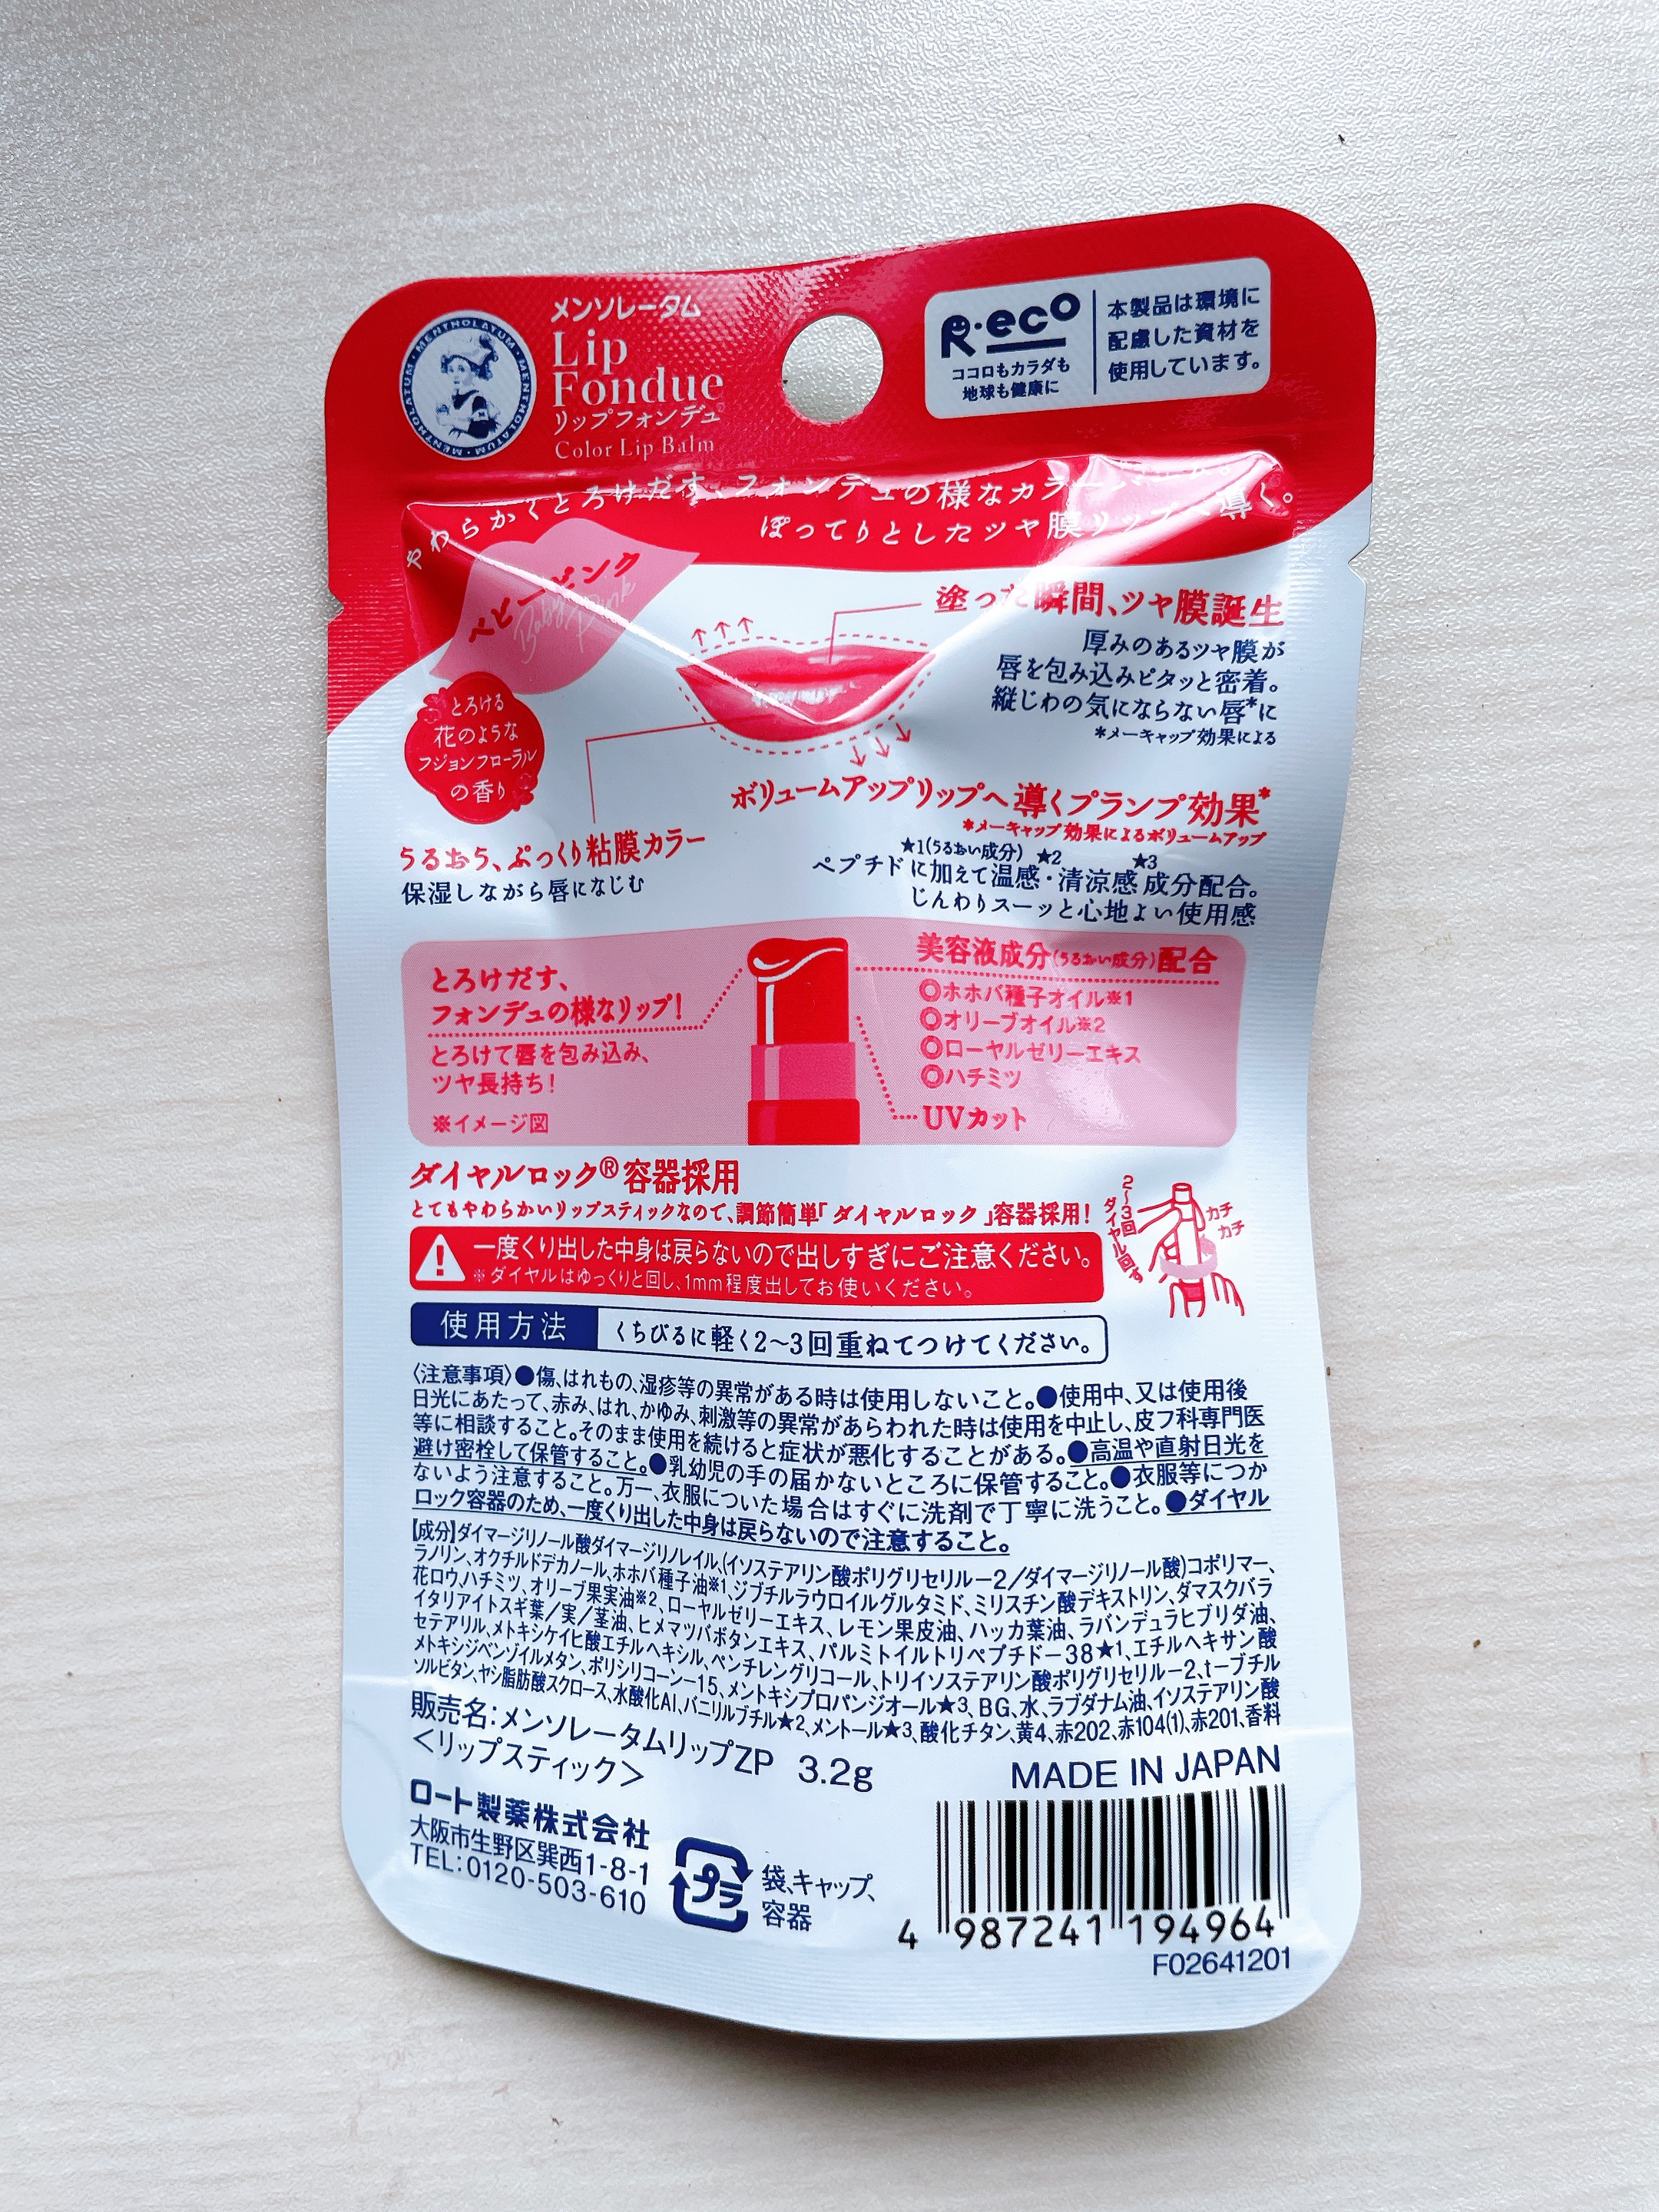 メンソレータム
Lip
Fondue
リップフォンデュ
Color Lip Balm
MENTHOLATUM・MENTHOLATUM・MENTHOLATUM
R・eco
ココロもカラダも
地球も健康に
本製品は環境に
配慮した資材を
使用しています。
やわらかくとろけだす、フォンデュの様なカラー
ぽってりとしたツヤ膜リップへ導く。
ベビーピンク
Baby Pink
とろける
花のような
フジョンフローラル
の香り
塗った瞬間、ツヤ膜誕生
厚みのあるツヤ膜が
唇を包み込みピタッと密着。
縦じわの気にならない唇*に
*メーキャップ効果による
ボリュームアップリップへ導くプランプ効果*
*メーキャップ効果によるボリュームアップ
うるおう、ぷっくり粘膜カラー
保湿しながら唇になじむ
★1(うるおい成分) ★2 ★3
ペプチドに加えて温感・清涼感成分配合。
じんわりスーッと心地よい使用感
とろけだす、
フォンデュの様なリップ!
とろけて唇を包み込み、
ツヤ長持ち!
※イメージ図
美容液成分(うるおい成分)配合
◎ホホバ種子オイル※1
◎オリーブオイル※2
◎ローヤルゼリーエキス
◎ハチミツ
UVカット
ダイヤルロック®容器採用
とてもやわらかいリップスティックなので、調節簡単「ダイヤルロック」容器採用!
一度くり出した中身は戻らないので出しすぎにご注意ください。
※ダイヤルはゆっくりと回し、1mm程度出してお使いください。
2~3回
ダイヤル回す
カチ
カチ
使用方法 くちびるに軽く2~3回重ねてつけてください。
〈注意事項〉●傷、はれもの、湿疹等の異常がある時は使用しないこと。●使用中、又は使用後
日光にあたって、赤み、はれ、かゆみ、刺激等の異常があらわれた時は使用を中止し、皮フ科専門医
等に相談すること。そのまま使用を続けると症状が悪化することがある。●高温や直射日光を
避け密栓して保管すること。●乳幼児の手の届かないところに保管すること。●衣服等につか
ないよう注意すること。万一、衣服についた場合はすぐに洗剤で丁寧に洗うこと。●ダイヤル
ロック容器のため、一度くり出した中身は戻らないので注意すること。
【成分】ダイマージリノール酸ダイマージリノレイル、(イソステアリン酸ポリグリセリル-2/ダイマージリノール酸)コポリマー、
ラノリン、オクチルドデカノール、ホホバ種子油※1、ジブチルラウロイルグルタミド、ミリスチン酸デキストリン、ダマスクバラ
花ロウ、ハチミツ、オリーブ果実油※2、ローヤルゼリーエキス、レモン果皮油、ハッカ葉油、ラバンデュラヒブリダ油、
イタリアイトスギ葉/実/茎油、ヒメマツバボタンエキス、パルミトイルトリペプチド-38★1、エチルヘキサン酸
セテアリル、メトキシケイヒ酸エチルヘキシル、ペンチレングリコール、トリイソステアリン酸ポリグリセリル-2、t-ブチル
メトキシジベンゾイルメタン、ポリシリコーン-15、メントキシプロパンジオール★3、BG、水、ラブダナム油、イソステアリン酸
ソルビタン、ヤシ脂肪酸スクロース、水酸化Al、バニリルブチル★2、メントール★3、酸化チタン、黄4、赤202、赤104(1)、赤201、香料
販売名:メンソレータムリップZP 3.2g
<リップスティック>
MADE IN JAPAN
ロート製薬株式会社
大阪市生野区巽西1-8-1
TEL:0120-503-610
プラ
袋、キャップ、
容器
4 987241 194964
F02641201